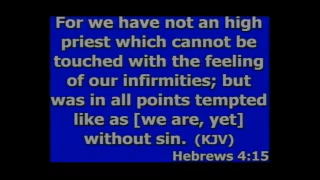 For we have not an high
priest which cannot be
touched with the feeling
of our infirmities; but
was in all points tempted
like as [we are, yet]
without sin. (KJV)
Hebrews 4:15